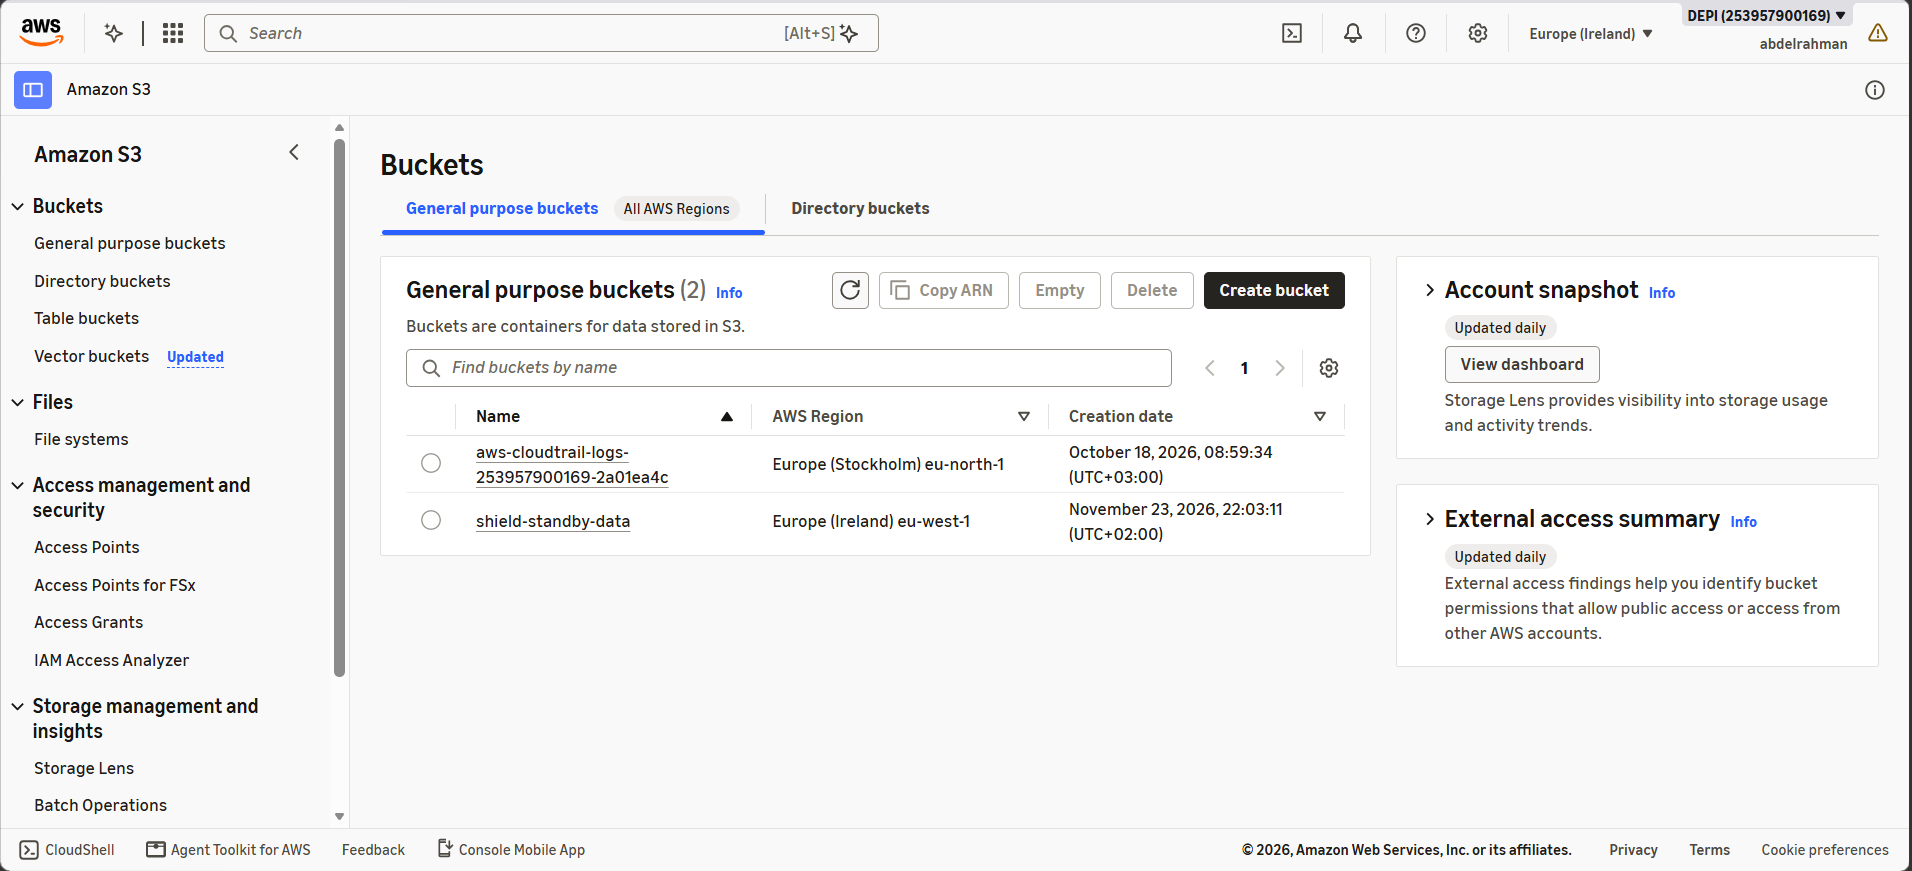 aws
Search [Alt+S]
Europe (Ireland)
DEPI (253957900169)
abdelrahman
Amazon S3
Amazon S3
Buckets
General purpose buckets
Directory buckets
Table buckets
Vector buckets Updated
Files
File systems
Access management and
security
Access Points
Access Points for FSx
Access Grants
IAM Access Analyzer
Storage management and
insights
Storage Lens
Batch Operations
Buckets
General purpose buckets All AWS Regions Directory buckets
General purpose buckets (2) Info
Copy ARN Empty Delete Create bucket
Buckets are containers for data stored in S3.
Find buckets by name
1
Name AWS Region Creation date
aws-cloudtrail-logs-
253957900169-2a01ea4c
Europe (Stockholm) eu-north-1
October 18, 2026, 08:59:34
(UTC+03:00)
shield-standby-data
Europe (Ireland) eu-west-1
November 23, 2026, 22:03:11
(UTC+02:00)
Account snapshot Info
Updated daily
View dashboard
Storage Lens provides visibility into storage usage
and activity trends.
External access summary Info
Updated daily
External access findings help you identify bucket
permissions that allow public access or access from
other AWS accounts.
CloudShell Agent Toolkit for AWS Feedback Console Mobile App
© 2026, Amazon Web Services, Inc. or its affiliates. Privacy Terms Cookie preferences